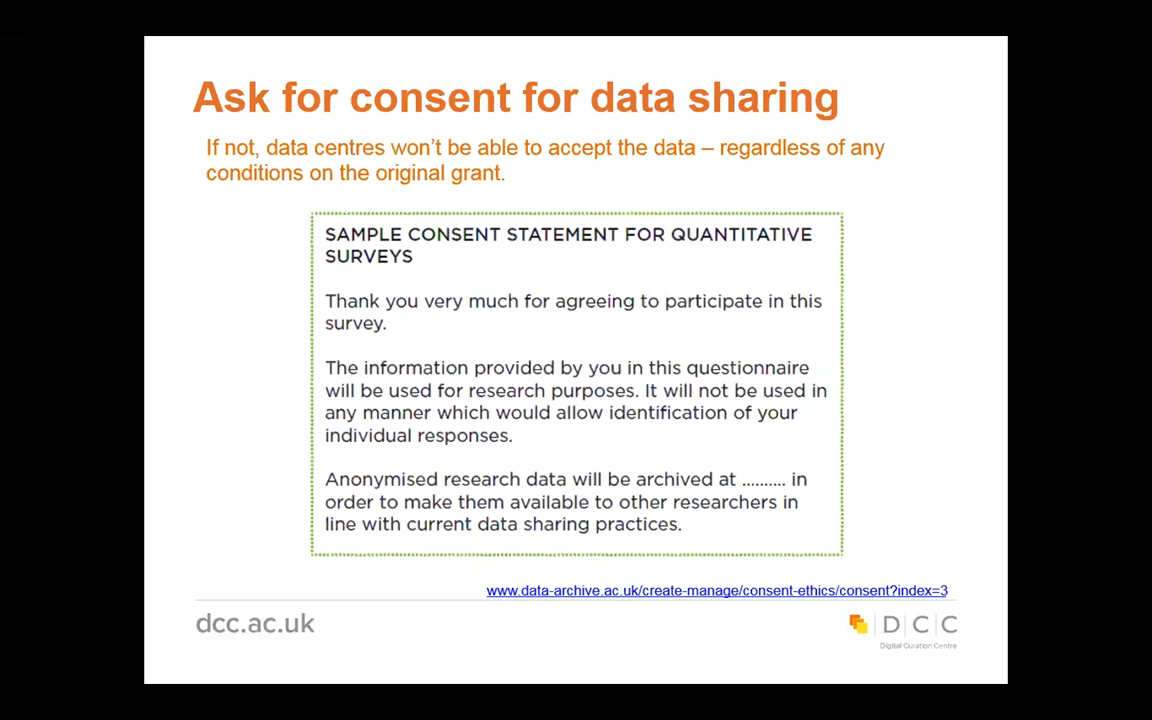 Ask for consent for data sharing
If not, data centres won't be able to accept the data – regardless of any
conditions on the original grant.
SAMPLE CONSENT STATEMENT FOR QUANTITATIVE
SURVEYS
Thank you very much for agreeing to participate in this
survey.
The information provided by you in this questionnaire
will be used for research purposes. It will not be used in
any manner which would allow identification of your
individual responses.
Anonymised research data will be archived at .......... in
order to make them available to other researchers in
line with current data sharing practices.
www.data-archive.ac.uk/create-manage/consent-ethics/consent?index=3
dcc.ac.uk
D|C|C
Digital Curation Centre